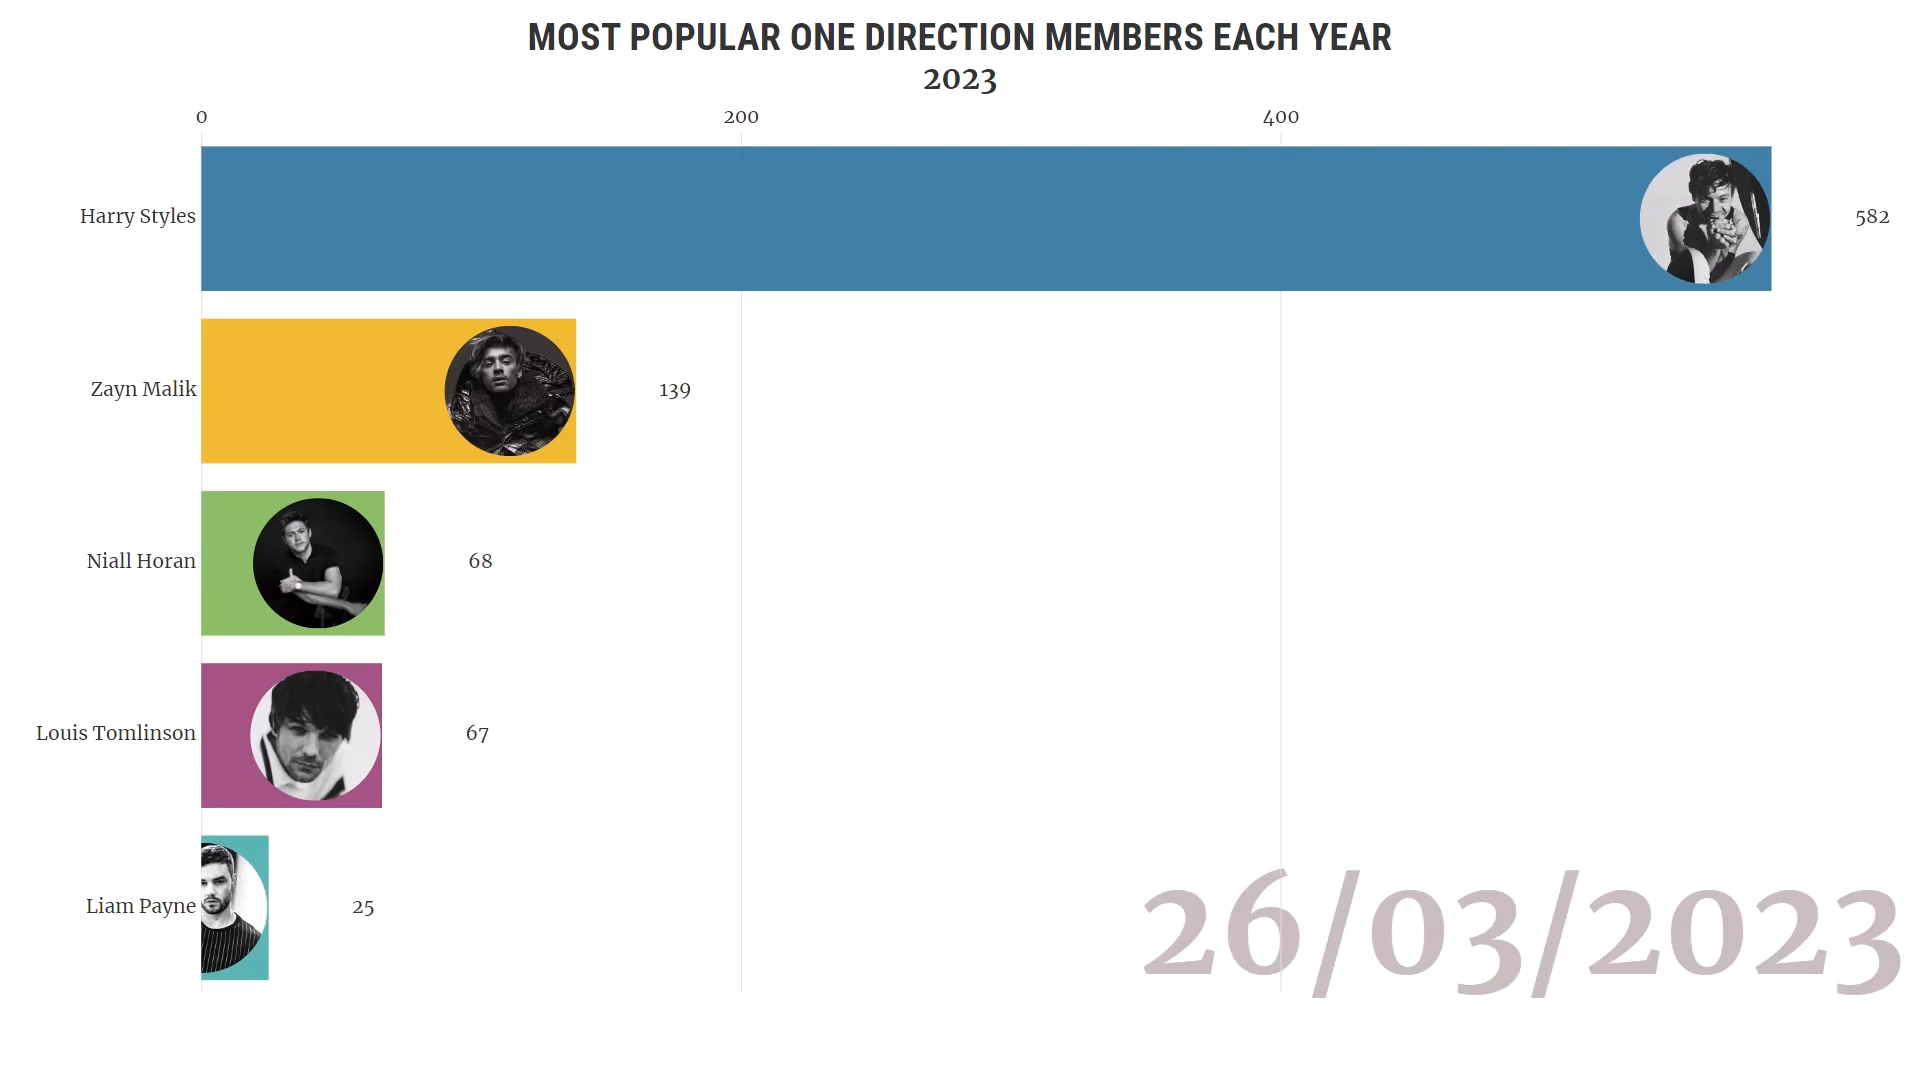 MOST POPULAR ONE DIRECTION MEMBERS EACH YEAR
2023
0 200 400
Harry Styles 582
Zayn Malik 139
Niall Horan 68
Louis Tomlinson 67
Liam Payne 25
26/03/2023